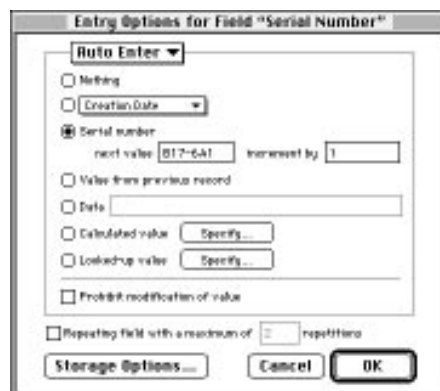 Entry Options for Field "Serial Number"
Auto Enter
Nothing
Creation Date
Serial number
next value B17-6A1 increment by 1
Value from previous record
Data
Calculated value Specify...
Looked-up value Specify...
Prohibit modification of value
Repeating field with a maximum of 2 repetitions
Storage Options... Cancel OK